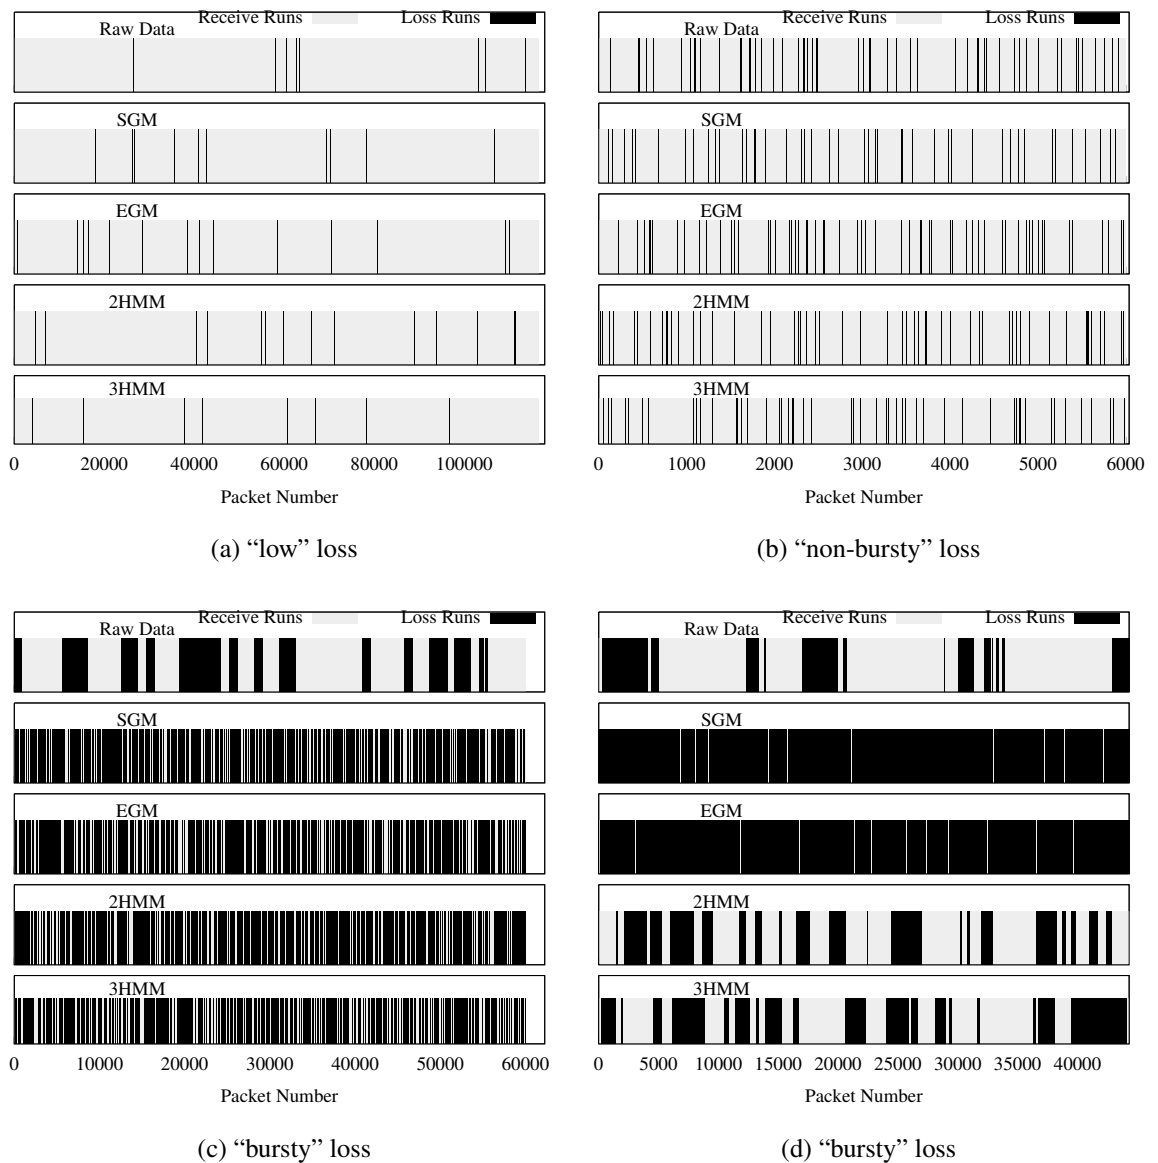 Receive Runs Loss Runs
Raw Data
SGM
EGM
2HMM
3HMM
0 20000 40000 60000 80000 100000
Packet Number
(a) “low” loss
Receive Runs Loss Runs
Raw Data
SGM
EGM
2HMM
3HMM
0 1000 2000 3000 4000 5000 6000
Packet Number
(b) “non-bursty” loss
Receive Runs Loss Runs
Raw Data
SGM
EGM
2HMM
3HMM
0 10000 20000 30000 40000 50000 60000
Packet Number
(c) “bursty” loss
Receive Runs Loss Runs
Raw Data
SGM
EGM
2HMM
3HMM
0 5000 10000 15000 20000 25000 30000 35000 40000
Packet Number
(d) “bursty” loss